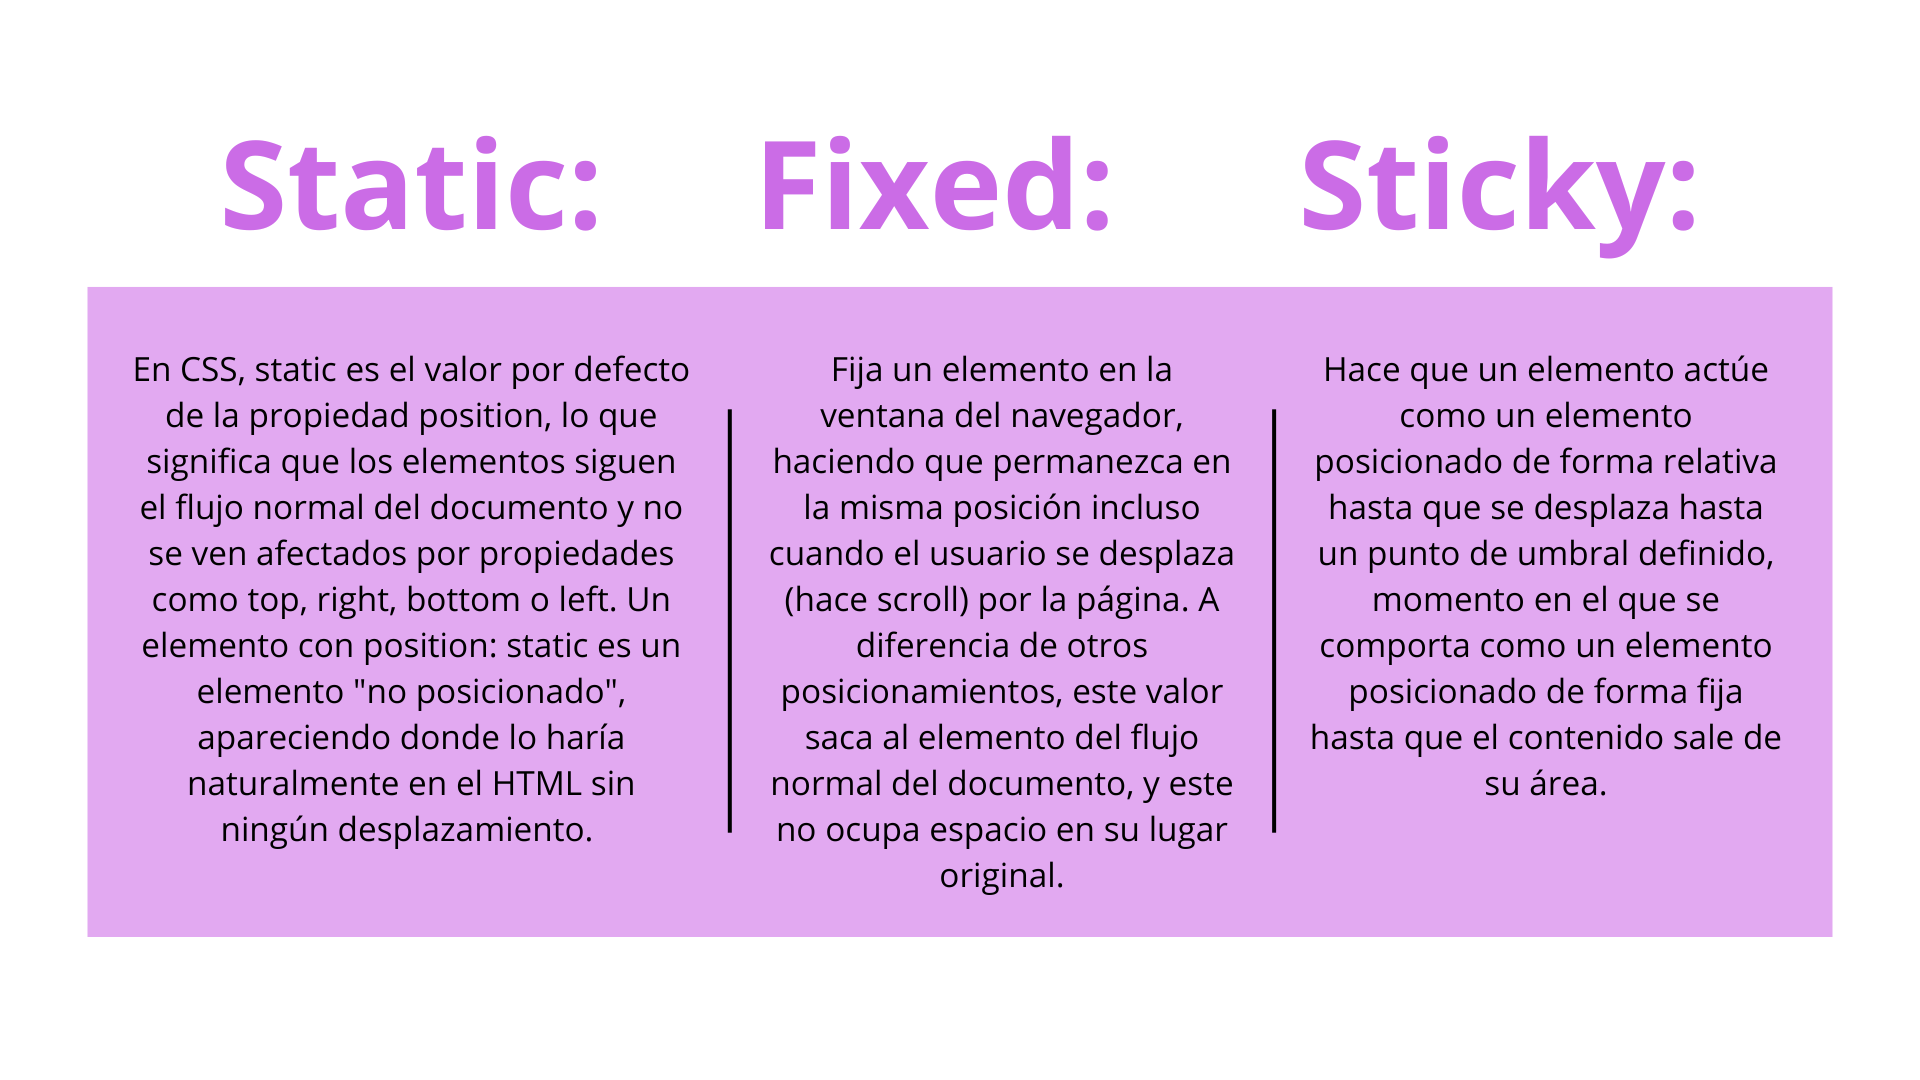 Static:
Fixed:
Sticky:
En CSS, static es el valor por defecto
de la propiedad position, lo que
significa que los elementos siguen
el flujo normal del documento y no
se ven afectados por propiedades
como top, right, bottom o left. Un
elemento con position: static es un
elemento "no posicionado",
apareciendo donde lo haría
naturalmente en el HTML sin
ningún desplazamiento.
Fija un elemento en la
ventana del navegador,
haciendo que permanezca en
la misma posición incluso
cuando el usuario se desplaza
(hace scroll) por la página. A
diferencia de otros
posicionamientos, este valor
saca al elemento del flujo
normal del documento, y este
no ocupa espacio en su lugar
original.
Hace que un elemento actúe
como un elemento
posicionado de forma relativa
hasta que se desplaza hasta
un punto de umbral definido,
momento en el que se
comporta como un elemento
posicionado de forma fija
hasta que el contenido sale de
su área.